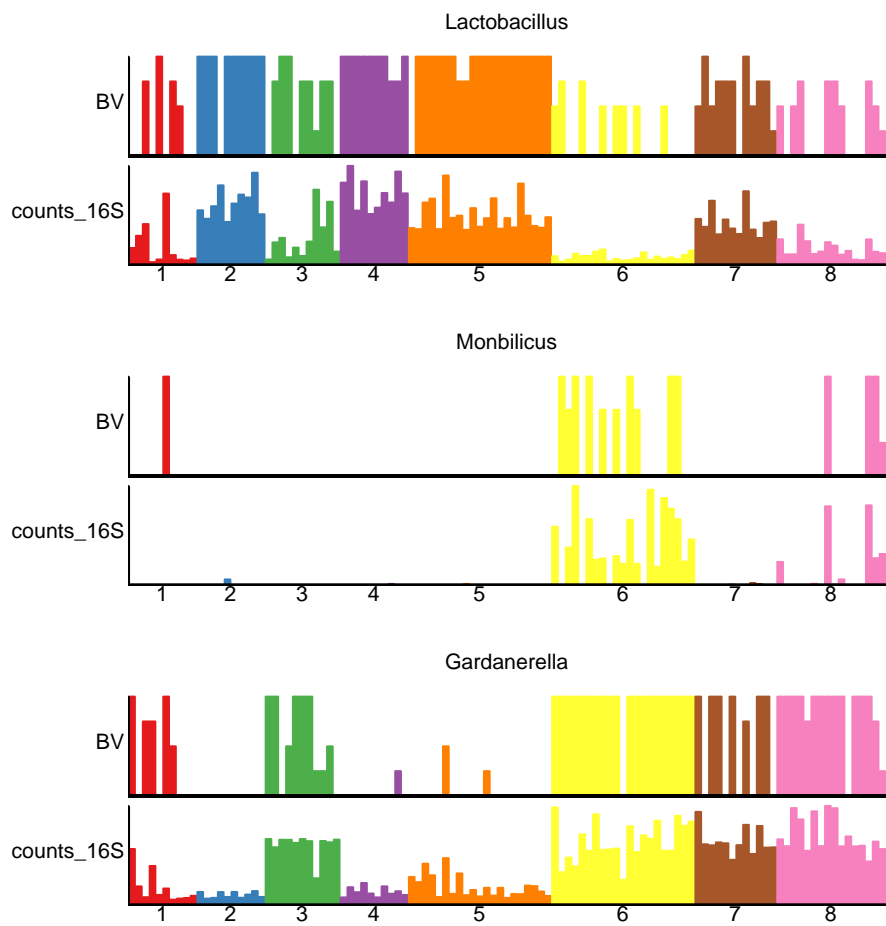 Lactobacillus
BV
counts_16S
1 2 3 4 5 6 7 8
Monbilicus
BV
counts_16S
1 2 3 4 5 6 7 8
Gardanerella
BV
counts_16S
1 2 3 4 5 6 7 8